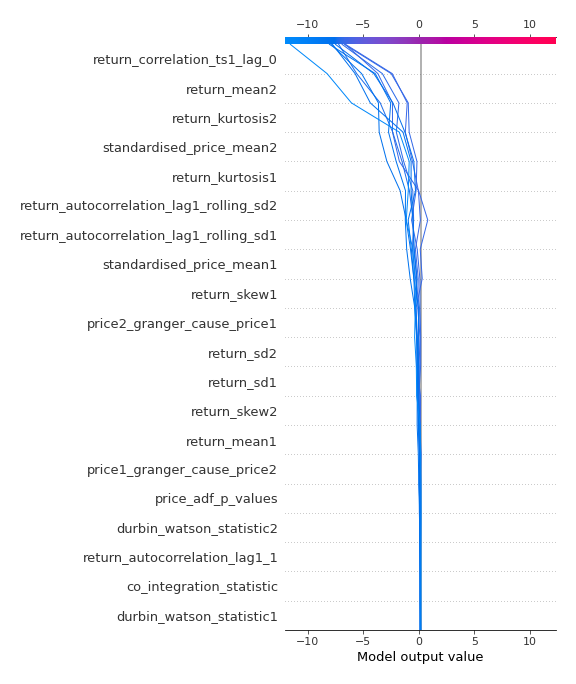 −10 −5 0 5 10
return_correlation_ts1_lag_0
return_mean2
return_kurtosis2
standardised_price_mean2
return_kurtosis1
return_autocorrelation_lag1_rolling_sd2
return_autocorrelation_lag1_rolling_sd1
standardised_price_mean1
return_skew1
price2_granger_cause_price1
return_sd2
return_sd1
return_skew2
return_mean1
price1_granger_cause_price2
price_adf_p_values
durbin_watson_statistic2
return_autocorrelation_lag1_1
co_integration_statistic
durbin_watson_statistic1
−10 −5 0 5 10
Model output value